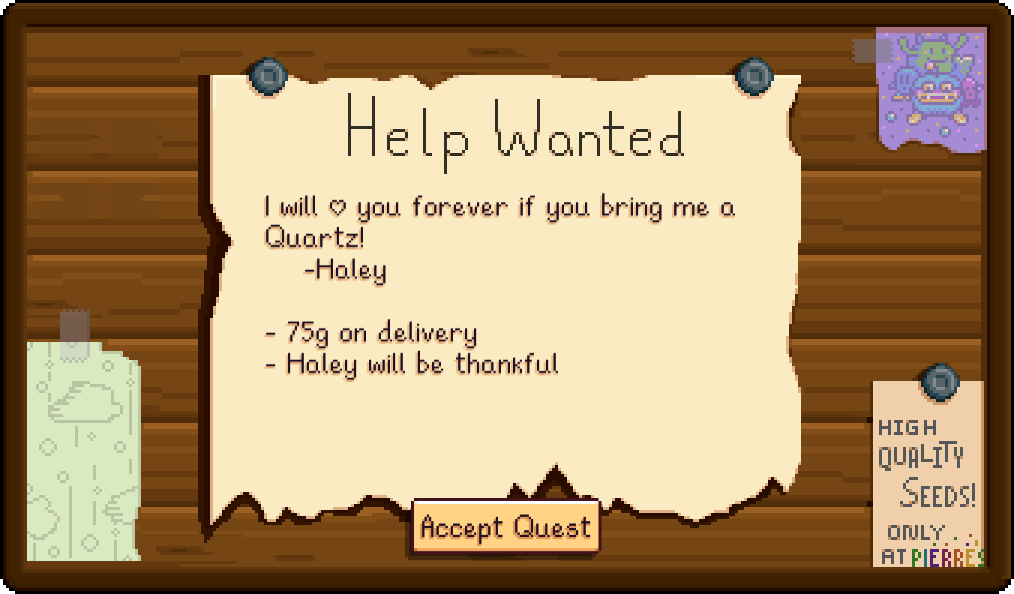 Help Wanted
I will ♡ you forever if you bring me a
Quartz!
-Haley
- 75g on delivery
- Haley will be thankful
Accept Quest
HIGH
QUALITY
SEEDS!
ONLY...
AT PIERRES